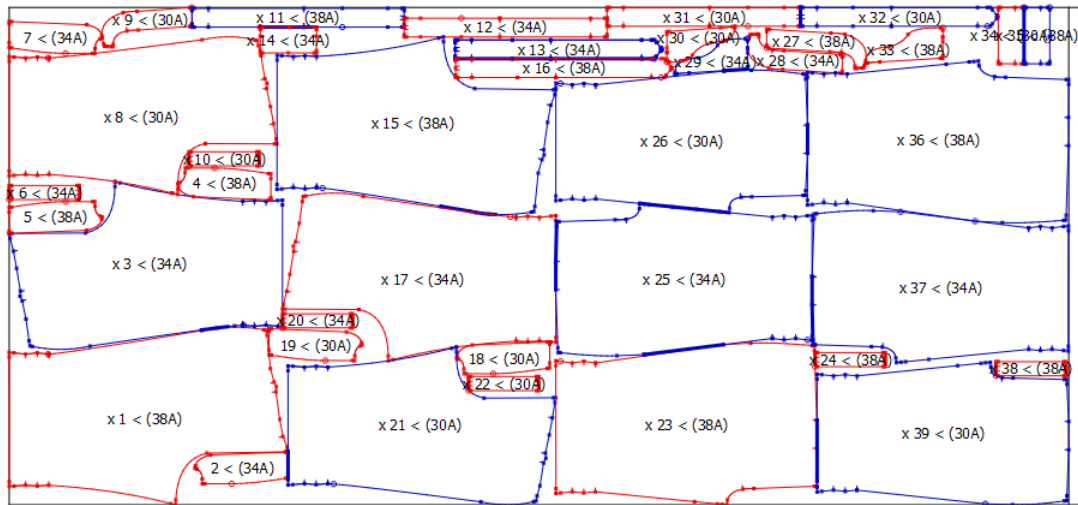 7 < (34A)
x 9 < (30A)
x 11 < (38A)
x 14 < (34A)
x 12 < (34A)
x 13 < (34A)
x 16 < (38A)
x 31 < (30A)
x 30 < (30A)
x 29 < (34A)
x 27 < (38A)
x 28 < (34A)
x 32 < (30A)
x 33 < (38A)
x 8 < (30A)
x 15 < (38A)
x 26 < (30A)
x 36 < (38A)
x 10 < (30A)
4 < (38A)
x 6 < (34A)
5 < (38A)
x 3 < (34A)
x 17 < (34A)
x 25 < (34A)
x 37 < (34A)
x 20 < (34A)
19 < (30A)
18 < (30A)
x 22 < (30A)
x 24 < (38A)
x 38 < (38A)
x 1 < (38A)
x 21 < (30A)
x 23 < (38A)
x 39 < (30A)
2 < (34A)